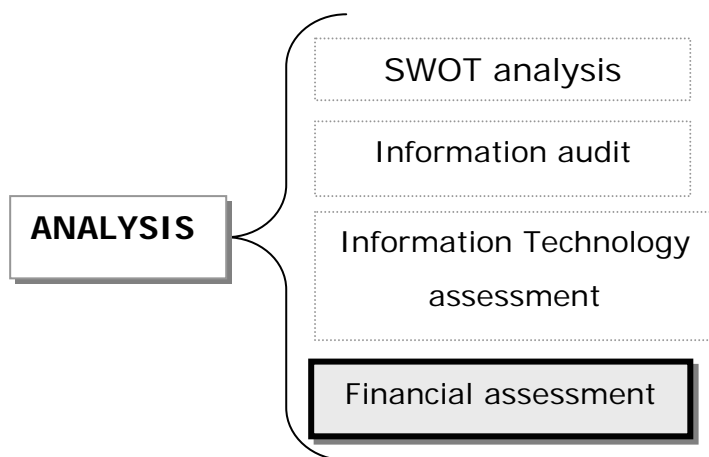 SWOT analysis
Information audit
ANALYSIS
Information Technology
assessment
Financial assessment